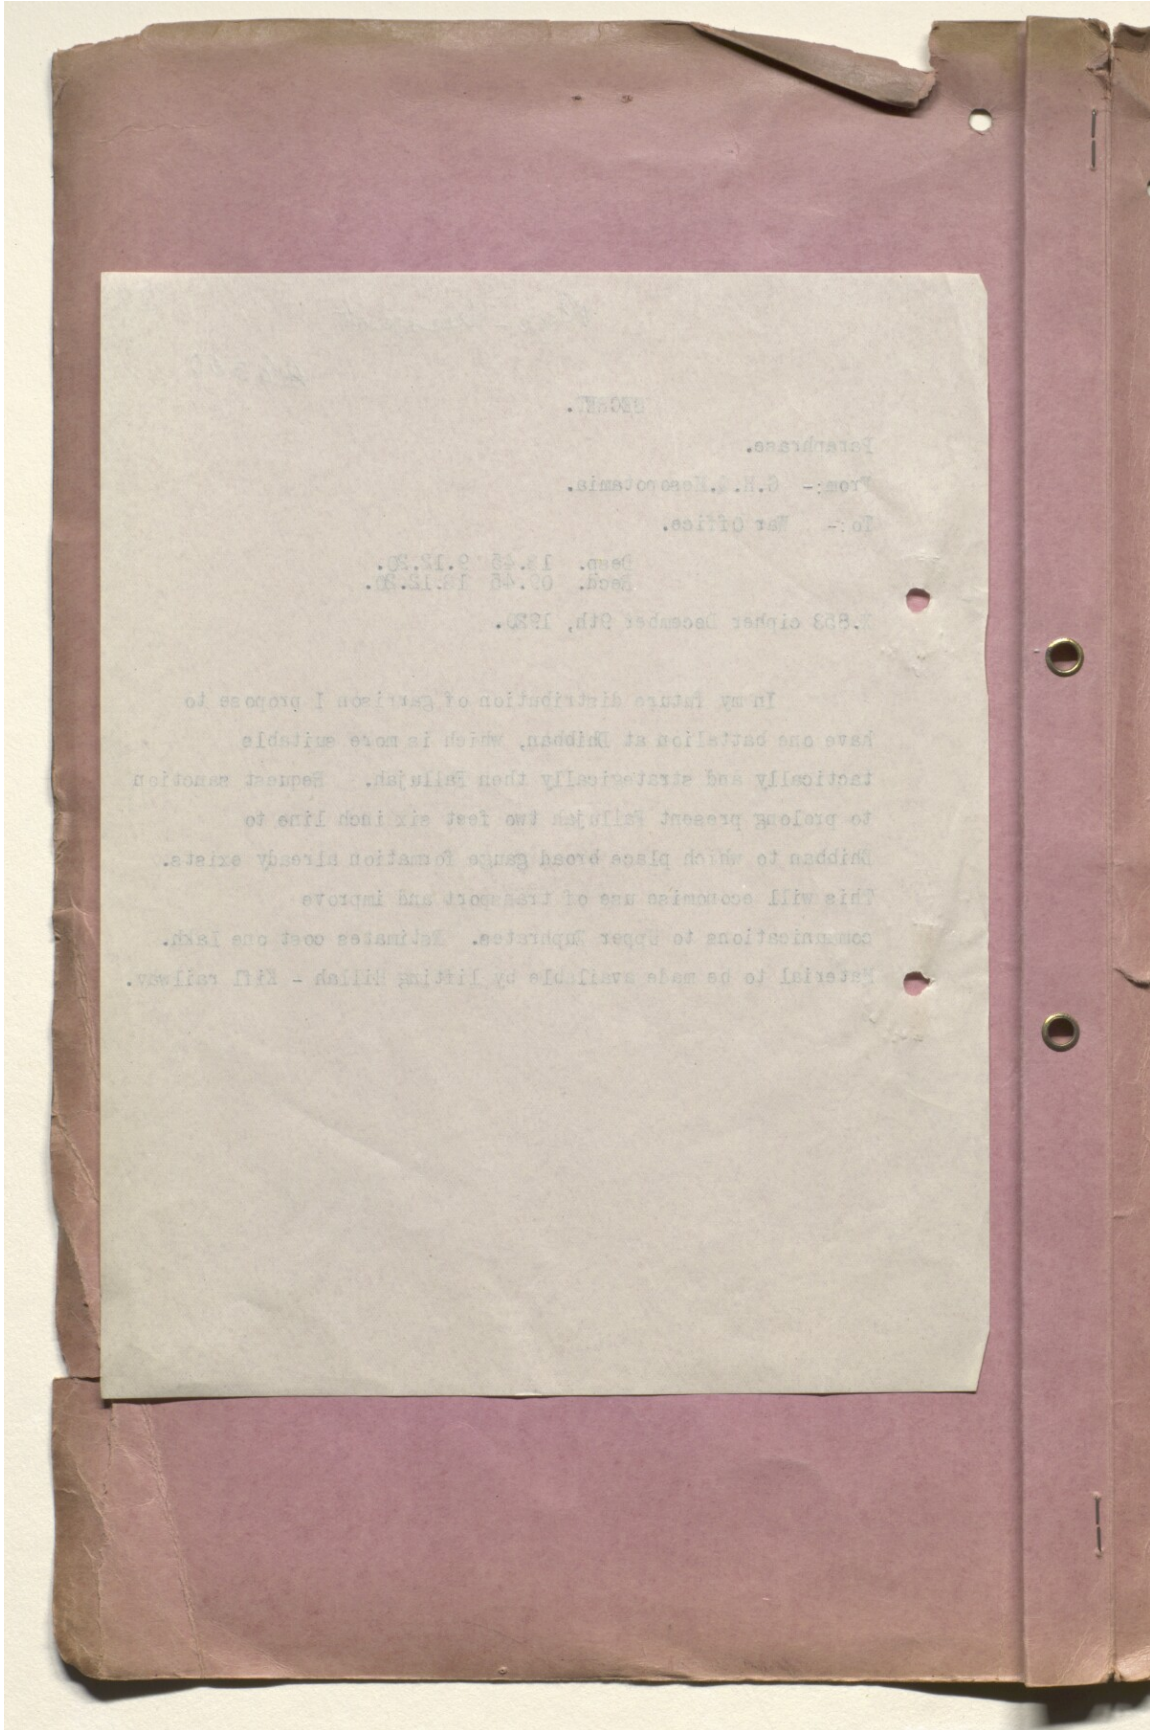 SECRET.
Paraphrase.
From:- G.H.Q.Mesopotamia.
To:- War Office.
Desp. 13.45 9.12.20.
Recd. 09.45 13.12.20.
cipher December 9th, 1920.
In my future distribution of garrison I propose to
have one battalion at Dhibban, which is more suitable
tactically and strategically then Fallujah. Request sanction
to prolong present Fallujah two feet six inch line to
Dhibban to which place broad gauge formation already exists.
This will economise use of transport and improve
communications to Upper Euphrates. Estimates cost one lakh.
Material to be made available by lifting Hillah - Kifl railway.